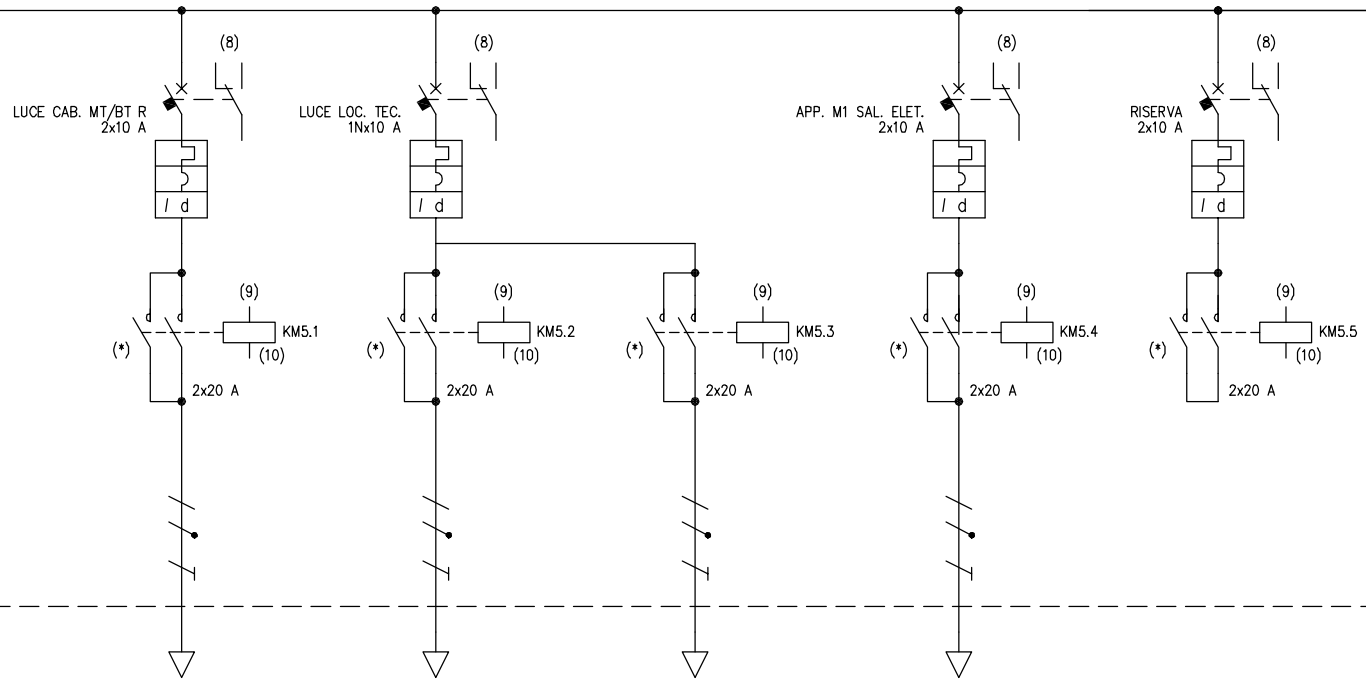 (8)
(8)
(8)
(8)
LUCE CAB. MT/BT R
2x10 A
LUCE LOC. TEC.
1Nx10 A
APP. M1 SAL. ELET.
2x10 A
RISERVA
2x10 A
I d
I d
I d
I d
(9)
(9)
(9)
(9)
(9)
KM5.1
KM5.2
KM5.3
KM5.4
KM5.5
(*)
(10)
(*)
(10)
(*)
(10)
(*)
(10)
(*)
(10)
2x20 A
2x20 A
2x20 A
2x20 A
2x20 A